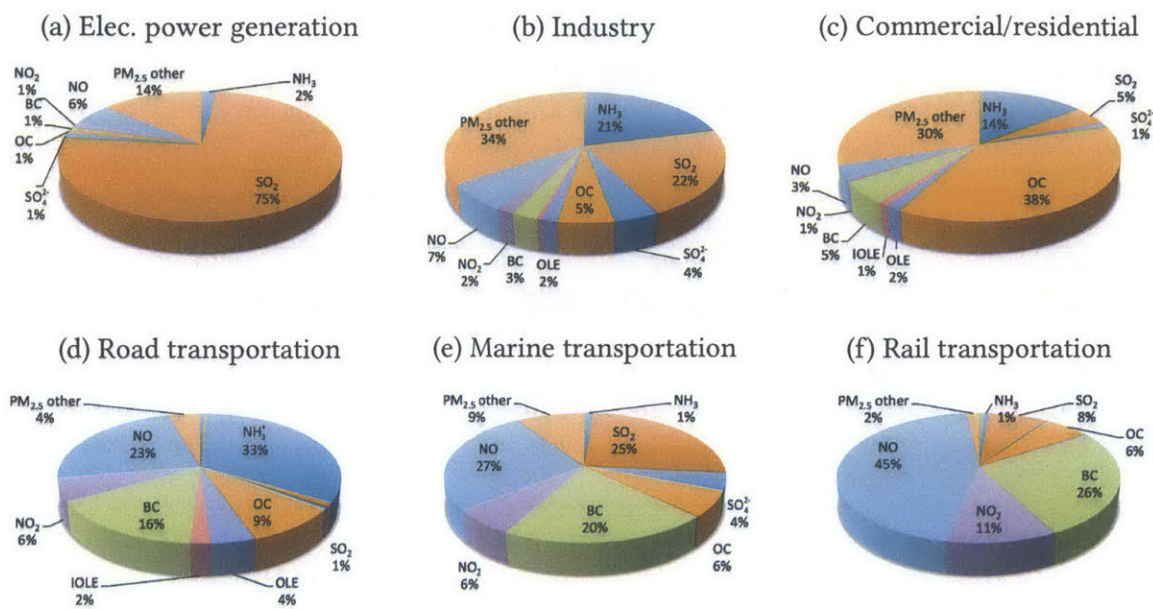 (a) Elec. power generation
NO₂
1%
NO
6%
PM₂.₅ other
14%
NH₃
2%
BC
1%
OC
1%
SO₄²⁻
1%
SO₂
75%
(b) Industry
PM₂.₅ other
34%
NH₃
21%
SO₂
22%
OC
5%
NO
7%
NO₂
2%
BC
3%
OLE
2%
SO₄²⁻
4%
(c) Commercial/residential
PM₂.₅ other
30%
NH₃
14%
SO₂
5%
SO₄²⁻
1%
NO
3%
OC
38%
NO₂
1%
BC
5%
IOLE
1%
OLE
2%
(d) Road transportation
PM₂.₅ other
4%
NO
23%
NH₃⁺
33%
BC
16%
OC
9%
NO₂
6%
SO₂
1%
IOLE
2%
OLE
4%
(e) Marine transportation
PM₂.₅ other
9%
NH₃
1%
SO₂
25%
NO
27%
SO₄²⁻
4%
BC
20%
OC
6%
NO₂
6%
(f) Rail transportation
PM₂.₅ other
2%
NH₃
1%
SO₂
8%
NO
45%
OC
6%
BC
26%
NO₂
11%